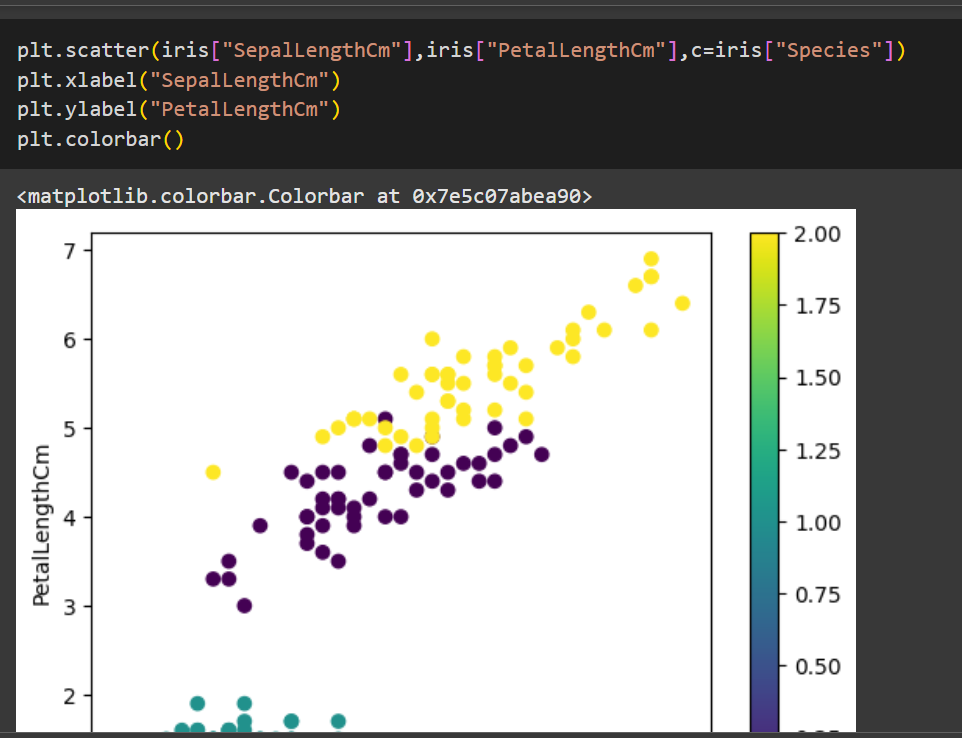 plt.scatter(iris["SepalLengthCm"],iris["PetalLengthCm"],c=iris["Species"])
plt.xlabel("SepalLengthCm")
plt.ylabel("PetalLengthCm")
plt.colorbar()
<matplotlib.colorbar.Colorbar at 0x7e5c07abea90>
7
6
5
4
3
2
PetalLengthCm
2.00
1.75
1.50
1.25
1.00
0.75
0.50